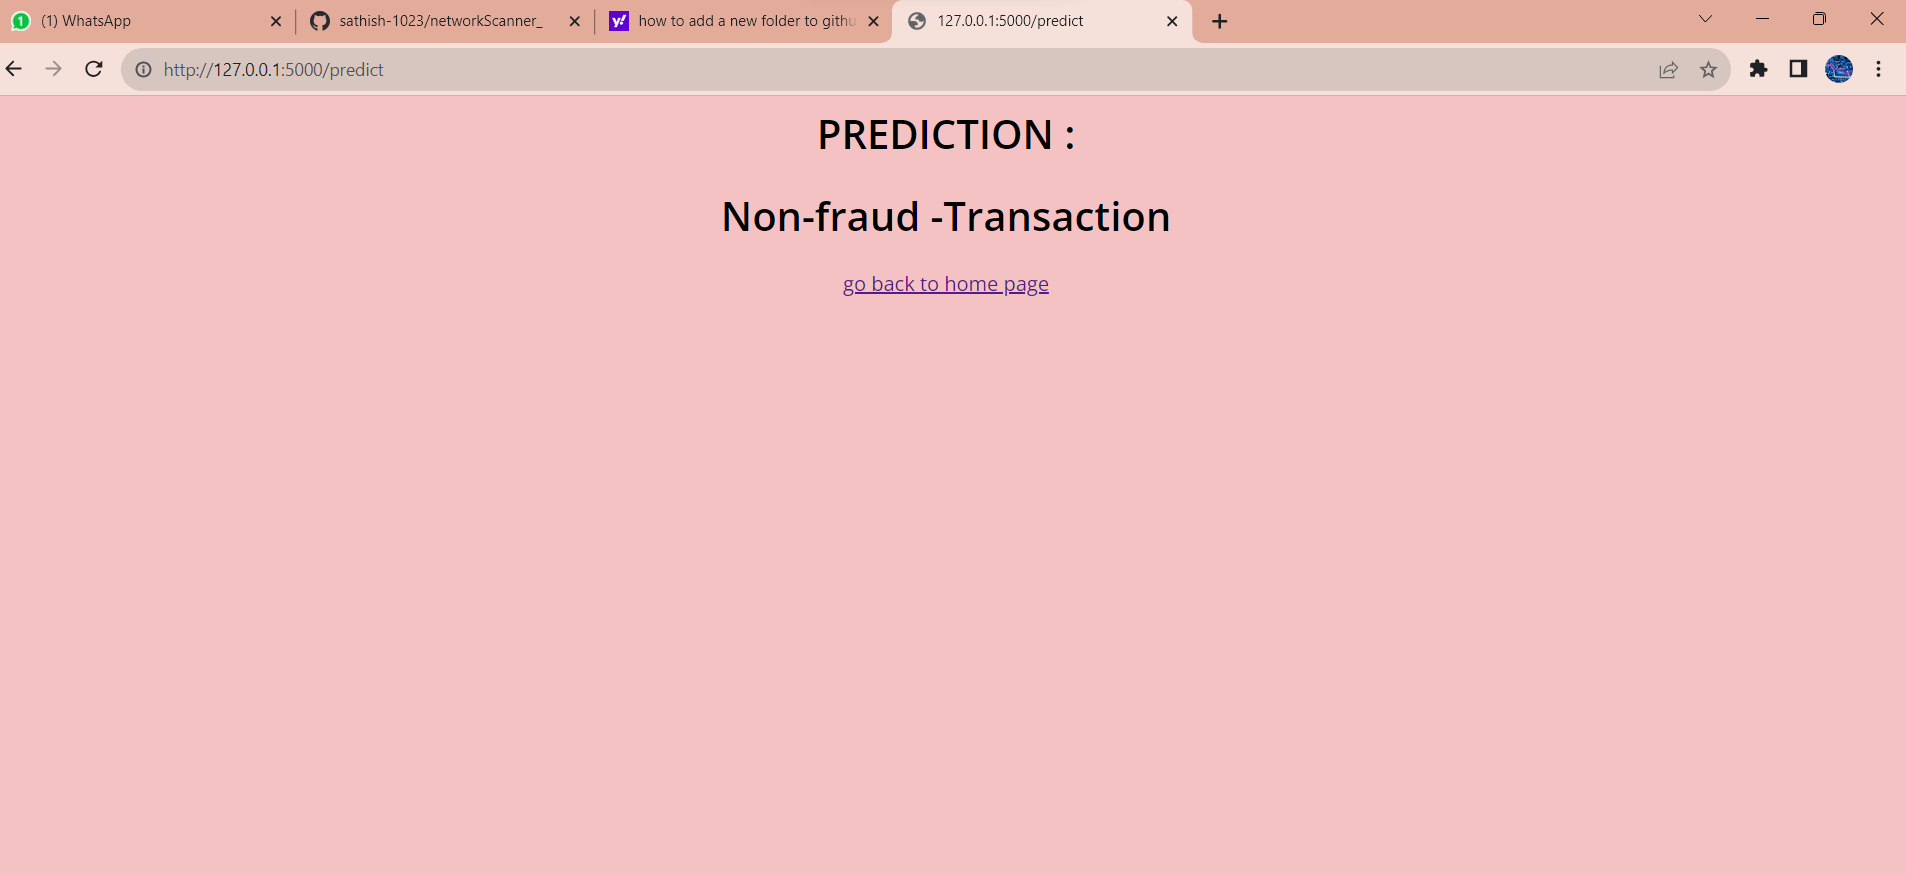 (1) WhatsApp
sathish-1023/networkScanner_
how to add a new folder to githu
127.0.0.1:5000/predict
http://127.0.0.1:5000/predict
PREDICTION :
Non-fraud -Transaction
go back to home page